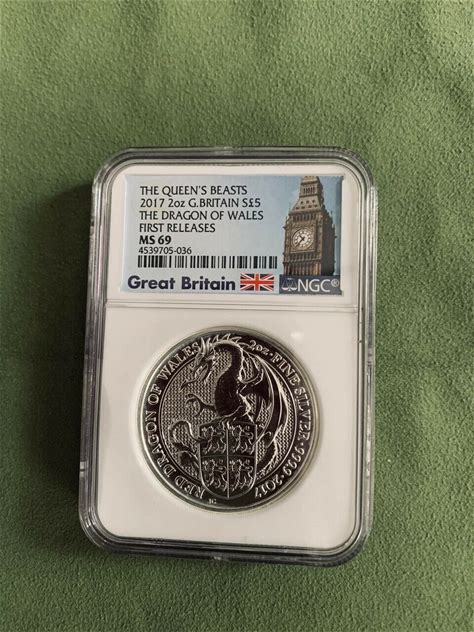 THE QUEEN'S BEASTS
2017 2oz G.BRITAIN S£5
THE DRAGON OF WALES
FIRST RELEASES
MS 69
4539705-036
Great Britain
NGC®
RED DRAGON OF WALES · 2oz · FINE SILVER · 999.9 · 2017
JC